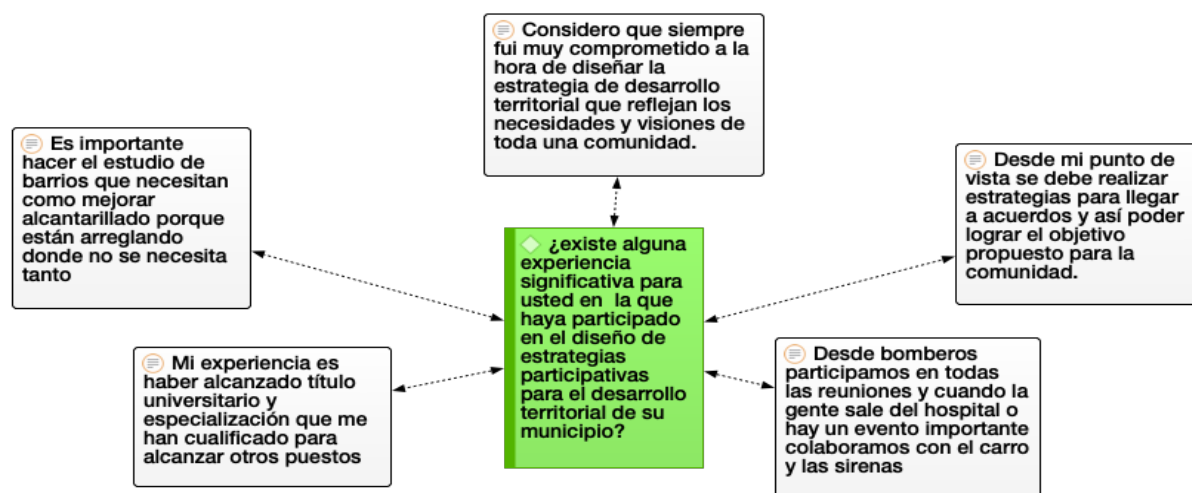 Considero que siempre
fui muy comprometido a la
hora de diseñar la
estrategia de desarrollo
territorial que reflejan los
necesidades y visiones de
toda una comunidad.
Es importante
hacer el estudio de
barrios que necesitan
como mejorar
alcantarillado porque
están arreglando
donde no se necesita
tanto
Desde mi punto de
vista se debe realizar
estrategias para llegar
a acuerdos y así poder
lograr el objetivo
propuesto para la
comunidad.
¿existe alguna
experiencia
significativa para
usted en la que
haya participado
en el diseño de
estrategias
participativas
para el desarrollo
territorial de su
municipio?
Mi experiencia es
haber alcanzado título
universitario y
especialización que me
han cualificado para
alcanzar otros puestos
Desde bomberos
participamos en todas
las reuniones y cuando la
gente sale del hospital o
hay un evento importante
colaboramos con el carro
y las sirenas